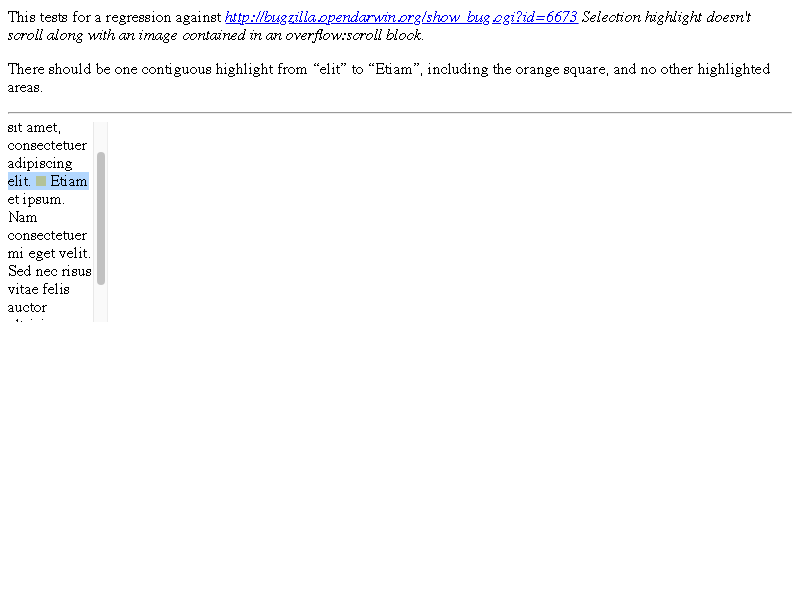 This tests for a regression against http://bugzilla.opendarwin.org/show_bug.cgi?id=6673 Selection highlight doesn't
scroll along with an image contained in an overflow:scroll block.
There should be one contiguous highlight from “elit” to “Etiam”, including the orange square, and no other highlighted
areas.
sit amet,
consectetuer
adipiscing
elit. Etiam
et ipsum.
Nam
consectetuer
mi eget velit.
Sed nec risus
vitae felis
auctor